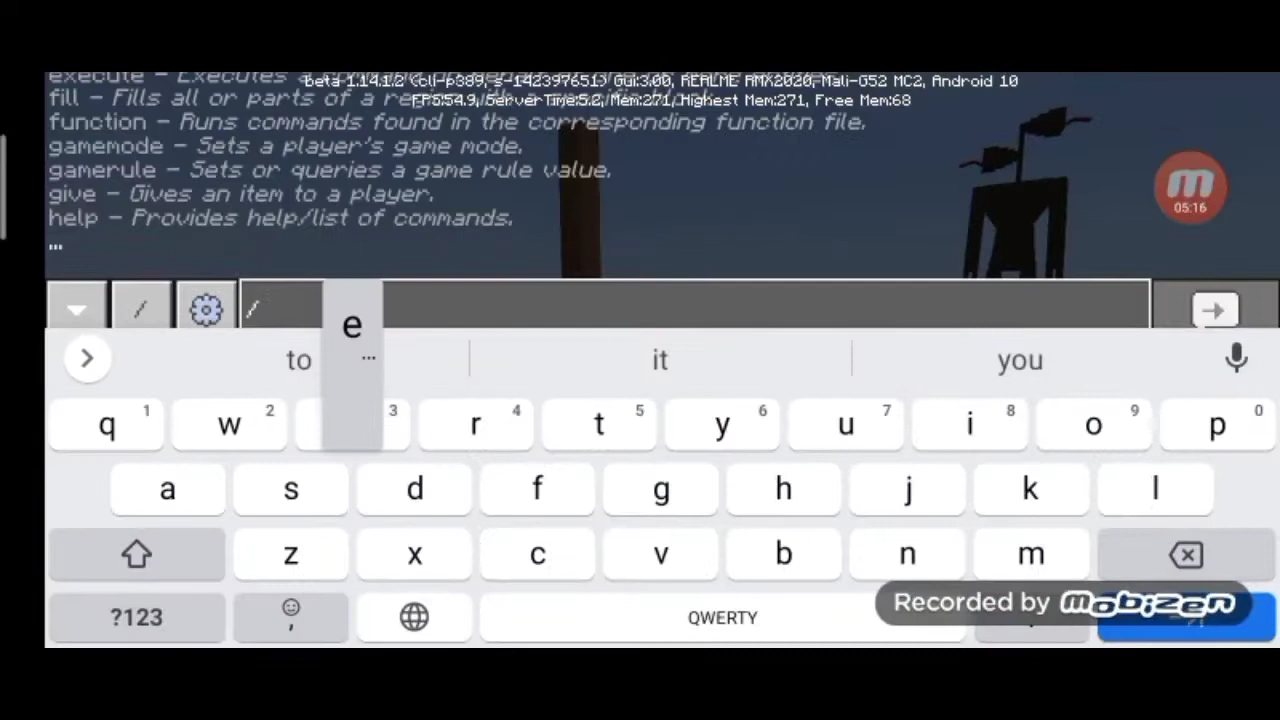 execute – Executes a
beta 1.14.1.2 (cli-p389, s-142397651) Gui:3.00, REALME RMX2020, Mali-G52 MC2, Android 10
fill – Fills all or parts of a
FPS:54.9, ServerTime:5.2, Mem:271, Highest Mem:271, Free Mem:68
function – Runs commands found in the corresponding function file.
gamemode – Sets a player's game mode.
gamerule – Sets or queries a game rule value.
give – Gives an item to a player.
help – Provides help/list of commands.
...
05:16
/ /
e
...
to it you
q 1 w 2 3 r 4 t 5 y 6 u 7 i 8 o 9 p 0
a s d f g h j k l
z x c v b n m
?123 , QWERTY
Recorded by mobizen